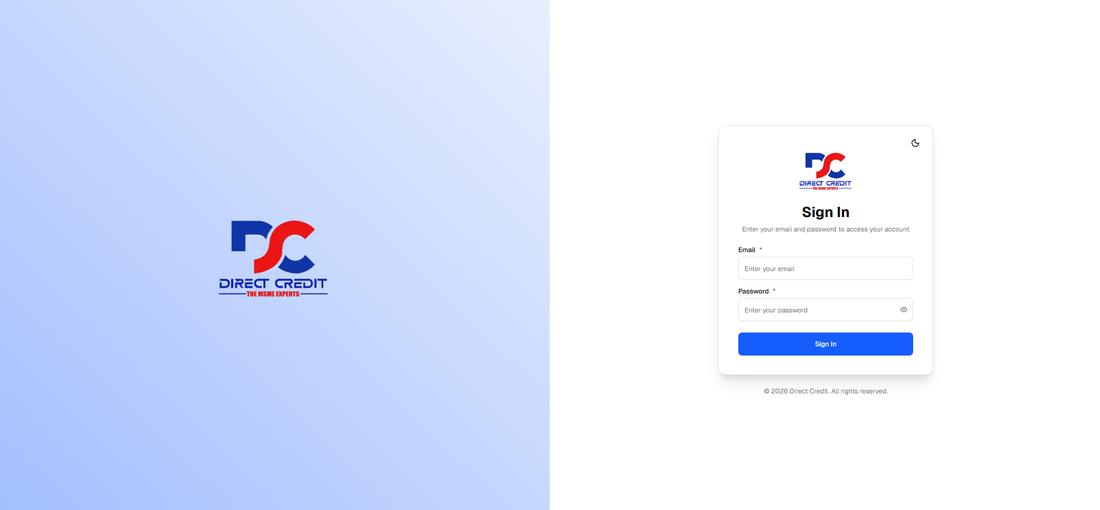 DC
DIRECT CREDIT
THE MSME EXPERTS
DC
DIRECT CREDIT
THE MSME EXPERTS
Sign In
Enter your email and password to access your account
Email *
Enter your email
Password *
Enter your password
Sign In
© 2026 Direct Credit. All rights reserved.